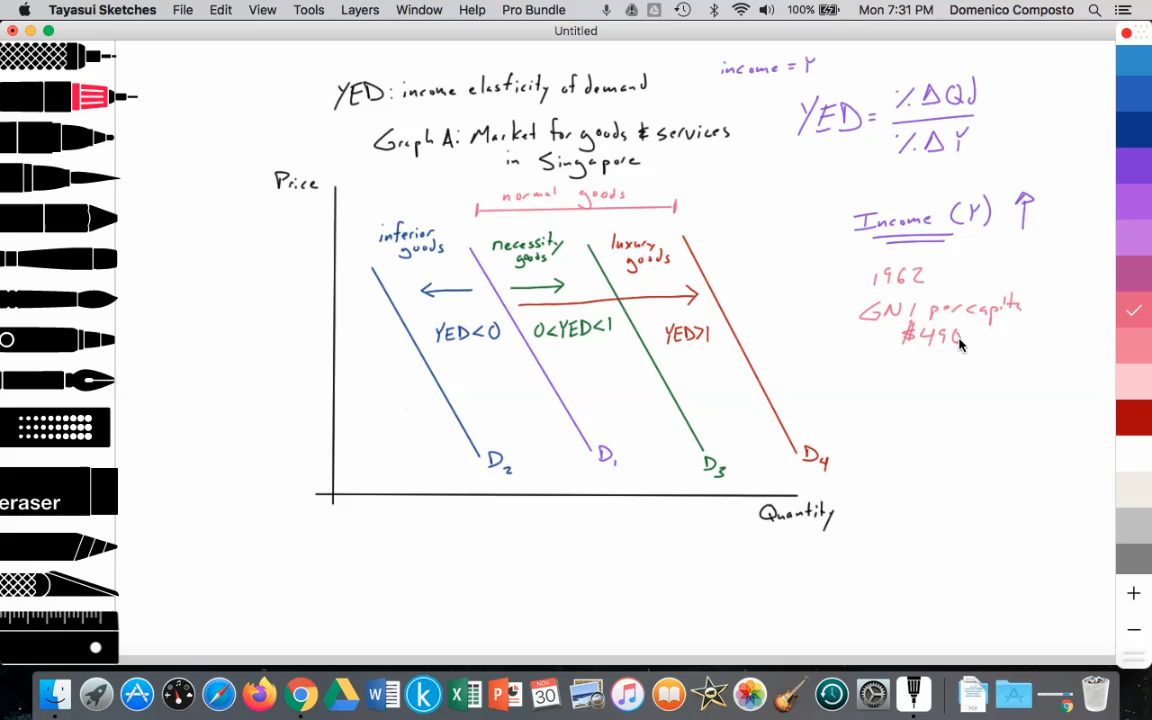 Tayasui Sketches File Edit View Tools Layers Window Help Pro Bundle 100% Mon 7:31 PM Domenico Composto
Untitled
income = Y
YED: income elasticity of demand
YED = %ΔQd / %ΔY
Graph A: Market for goods & services
in Singapore
Price
normal goods
Income (Y) ↑
inferior
goods
necessity
goods
luxury
goods
1962
GNI per capita
$490
YED<0
0<YED<1
YED>1
D2
D1
D3
D4
Quantity
eraser
NOV
30